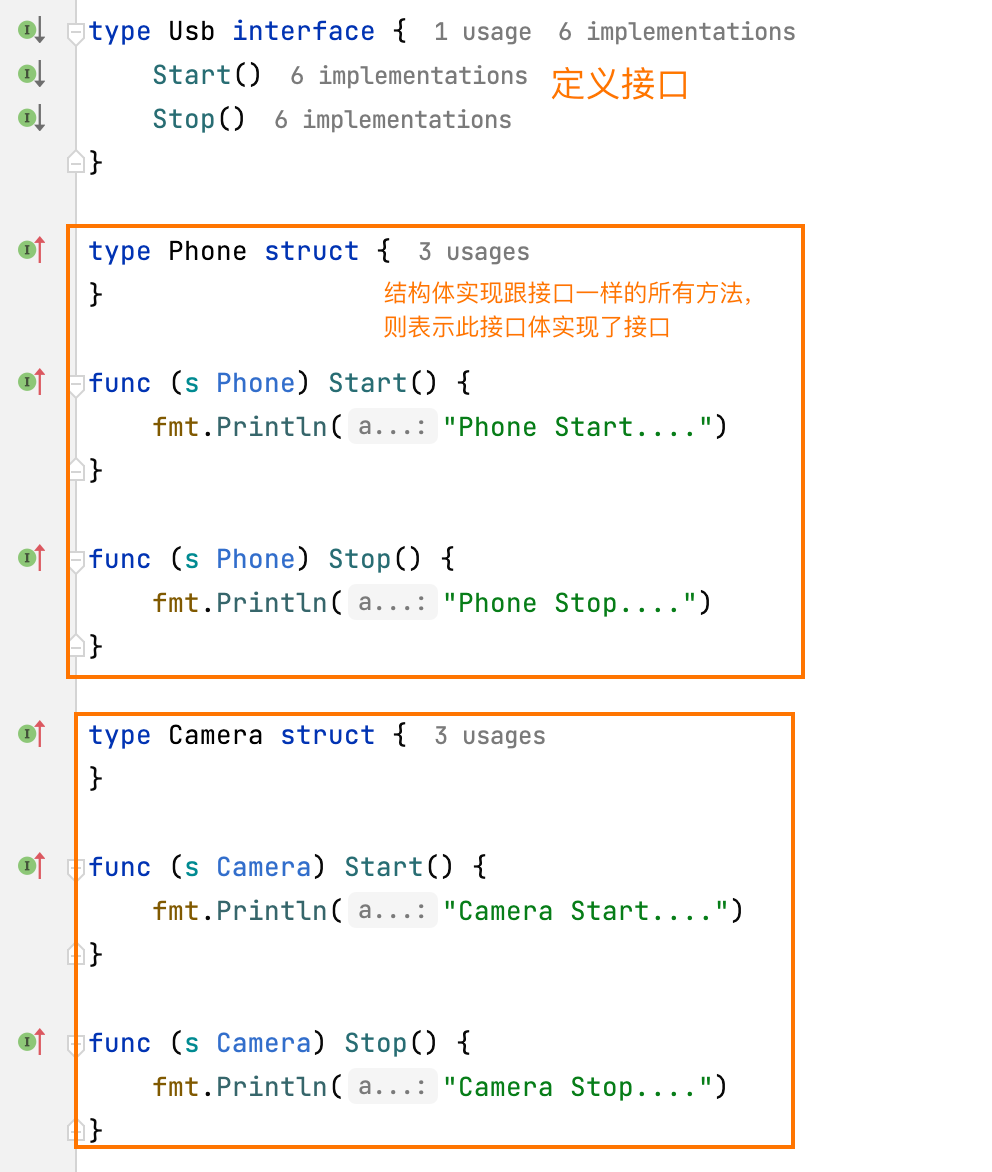 type Usb interface { 1 usage 6 implementations
Start() 6 implementations
定义接口
Stop() 6 implementations
}
type Phone struct { 3 usages
}
结构体实现跟接口一样的所有方法,
则表示此接口体实现了接口
func (s Phone) Start() {
fmt.Println( a...: "Phone Start....")
}
func (s Phone) Stop() {
fmt.Println( a...: "Phone Stop....")
}
type Camera struct { 3 usages
}
func (s Camera) Start() {
fmt.Println( a...: "Camera Start....")
}
func (s Camera) Stop() {
fmt.Println( a...: "Camera Stop....")
}